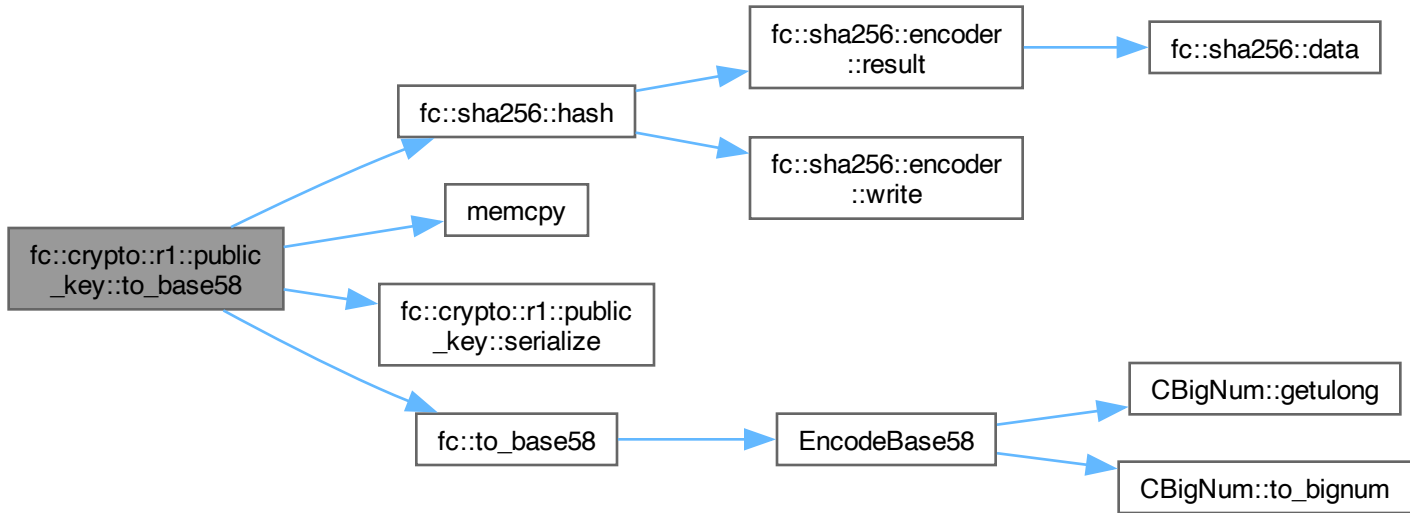 fc::crypto::r1::public
_key::to_base58
fc::sha256::hash
memcpy
fc::crypto::r1::public
_key::serialize
fc::to_base58
fc::sha256::encoder
::result
fc::sha256::encoder
::write
EncodeBase58
fc::sha256::data
CBigNum::getulong
CBigNum::to_bignum